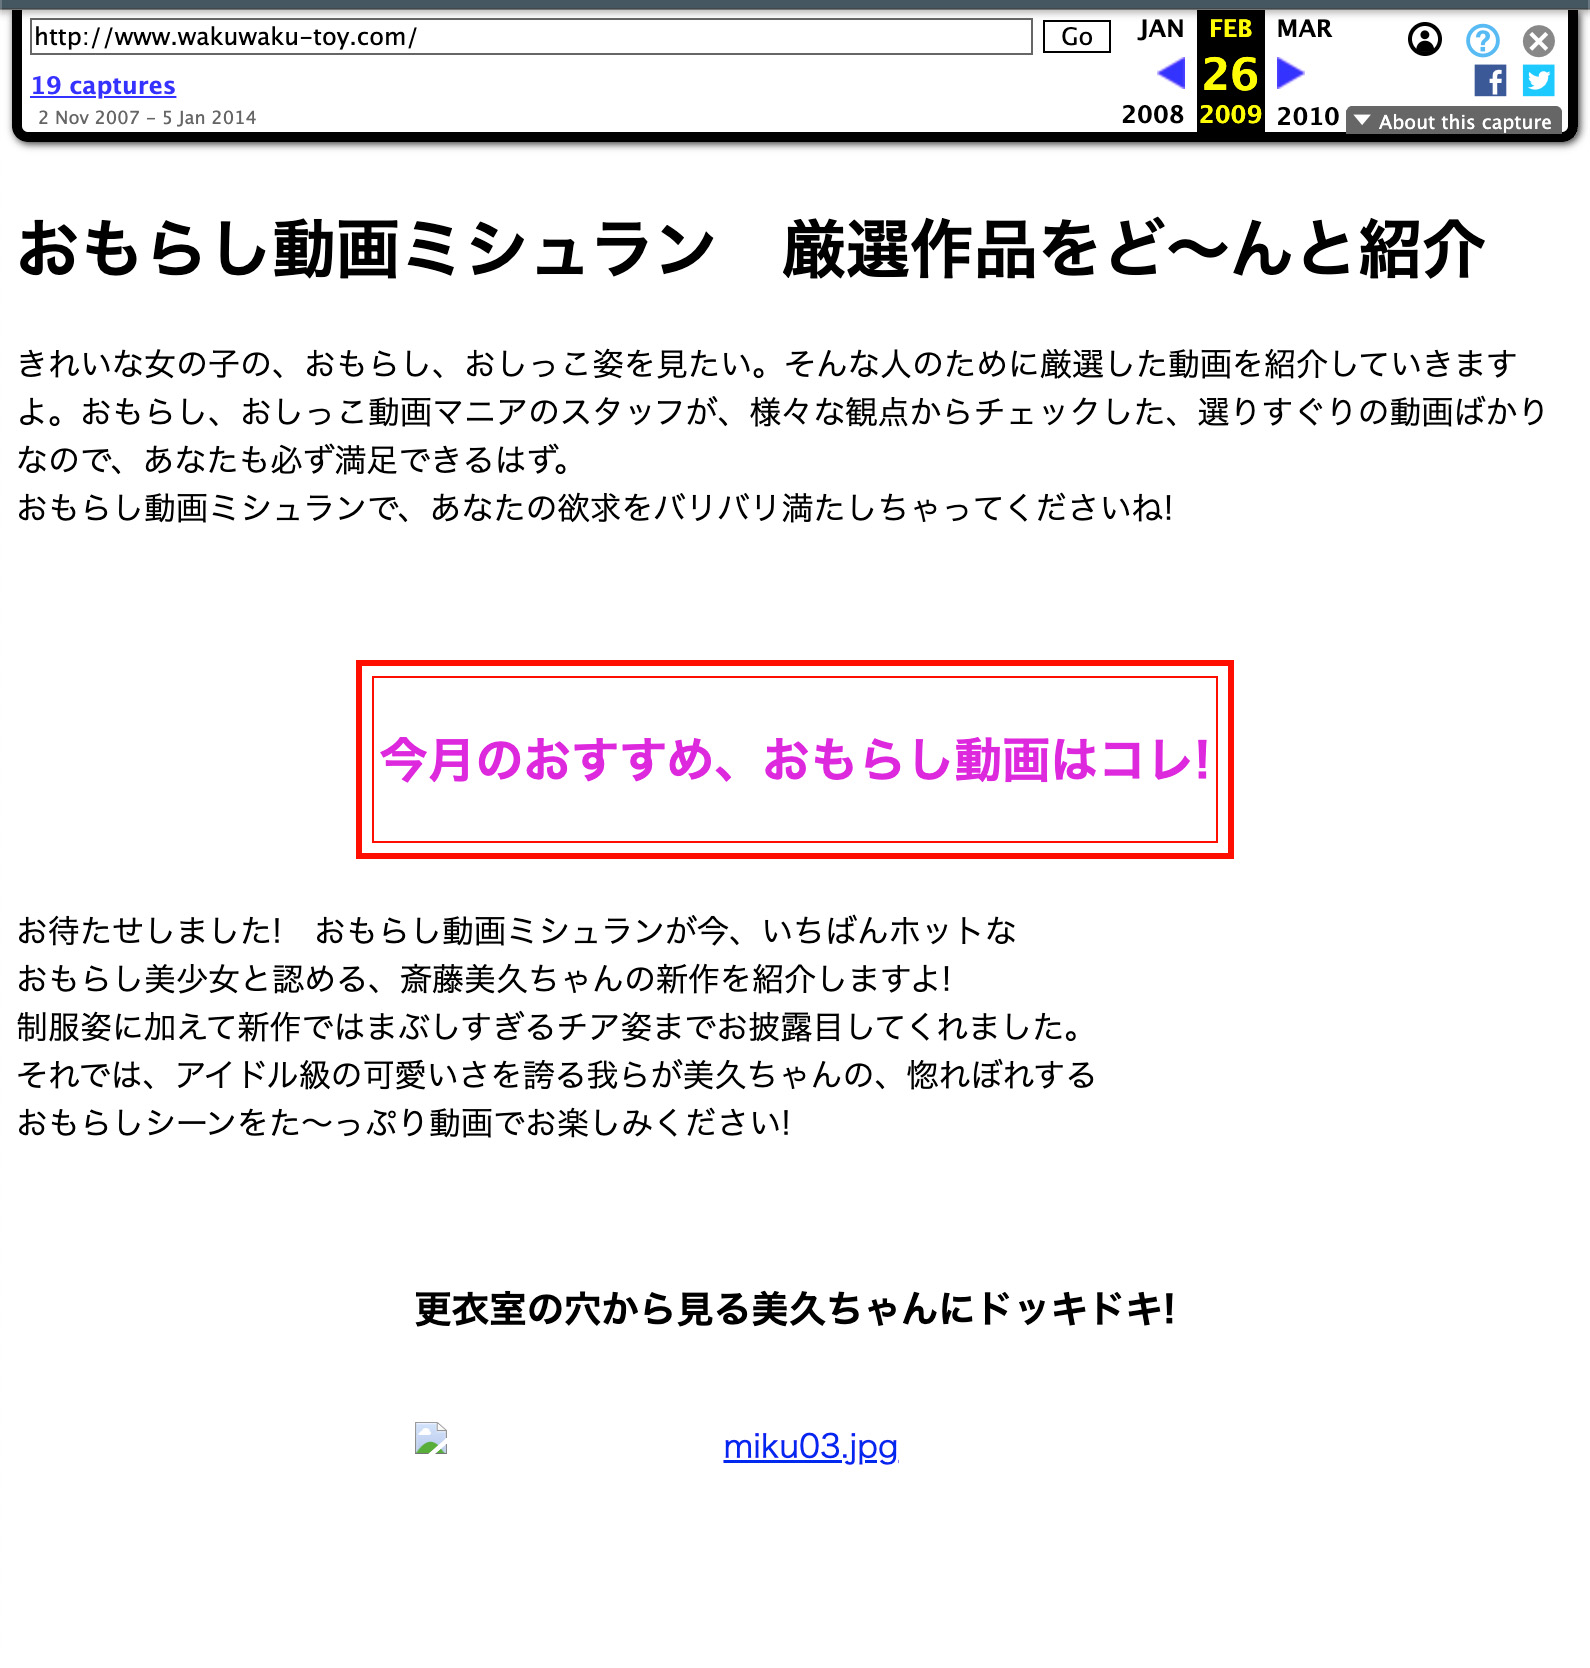 http://www.wakuwaku-toy.com/ Go JAN FEB MAR
19 captures 26
2 Nov 2007 - 5 Jan 2014 2008 2009 2010 About this capture
おもらし動画ミシュラン　厳選作品をど〜んと紹介
きれいな女の子の、おもらし、おしっこ姿を見たい。そんな人のために厳選した動画を紹介していきます
よ。おもらし、おしっこ動画マニアのスタッフが、様々な観点からチェックした、選りすぐりの動画ばかり
なので、あなたも必ず満足できるはず。
おもらし動画ミシュランで、あなたの欲求をバリバリ満たしちゃってくださいね!
今月のおすすめ、おもらし動画はコレ!
お待たせしました!　おもらし動画ミシュランが今、いちばんホットな
おもらし美少女と認める、斎藤美久ちゃんの新作を紹介しますよ!
制服姿に加えて新作ではまぶしすぎるチア姿までお披露目してくれました。
それでは、アイドル級の可愛いさを誇る我らが美久ちゃんの、惚れぼれする
おもらしシーンをた〜っぷり動画でお楽しみください!
更衣室の穴から見る美久ちゃんにドッキドキ!
miku03.jpg